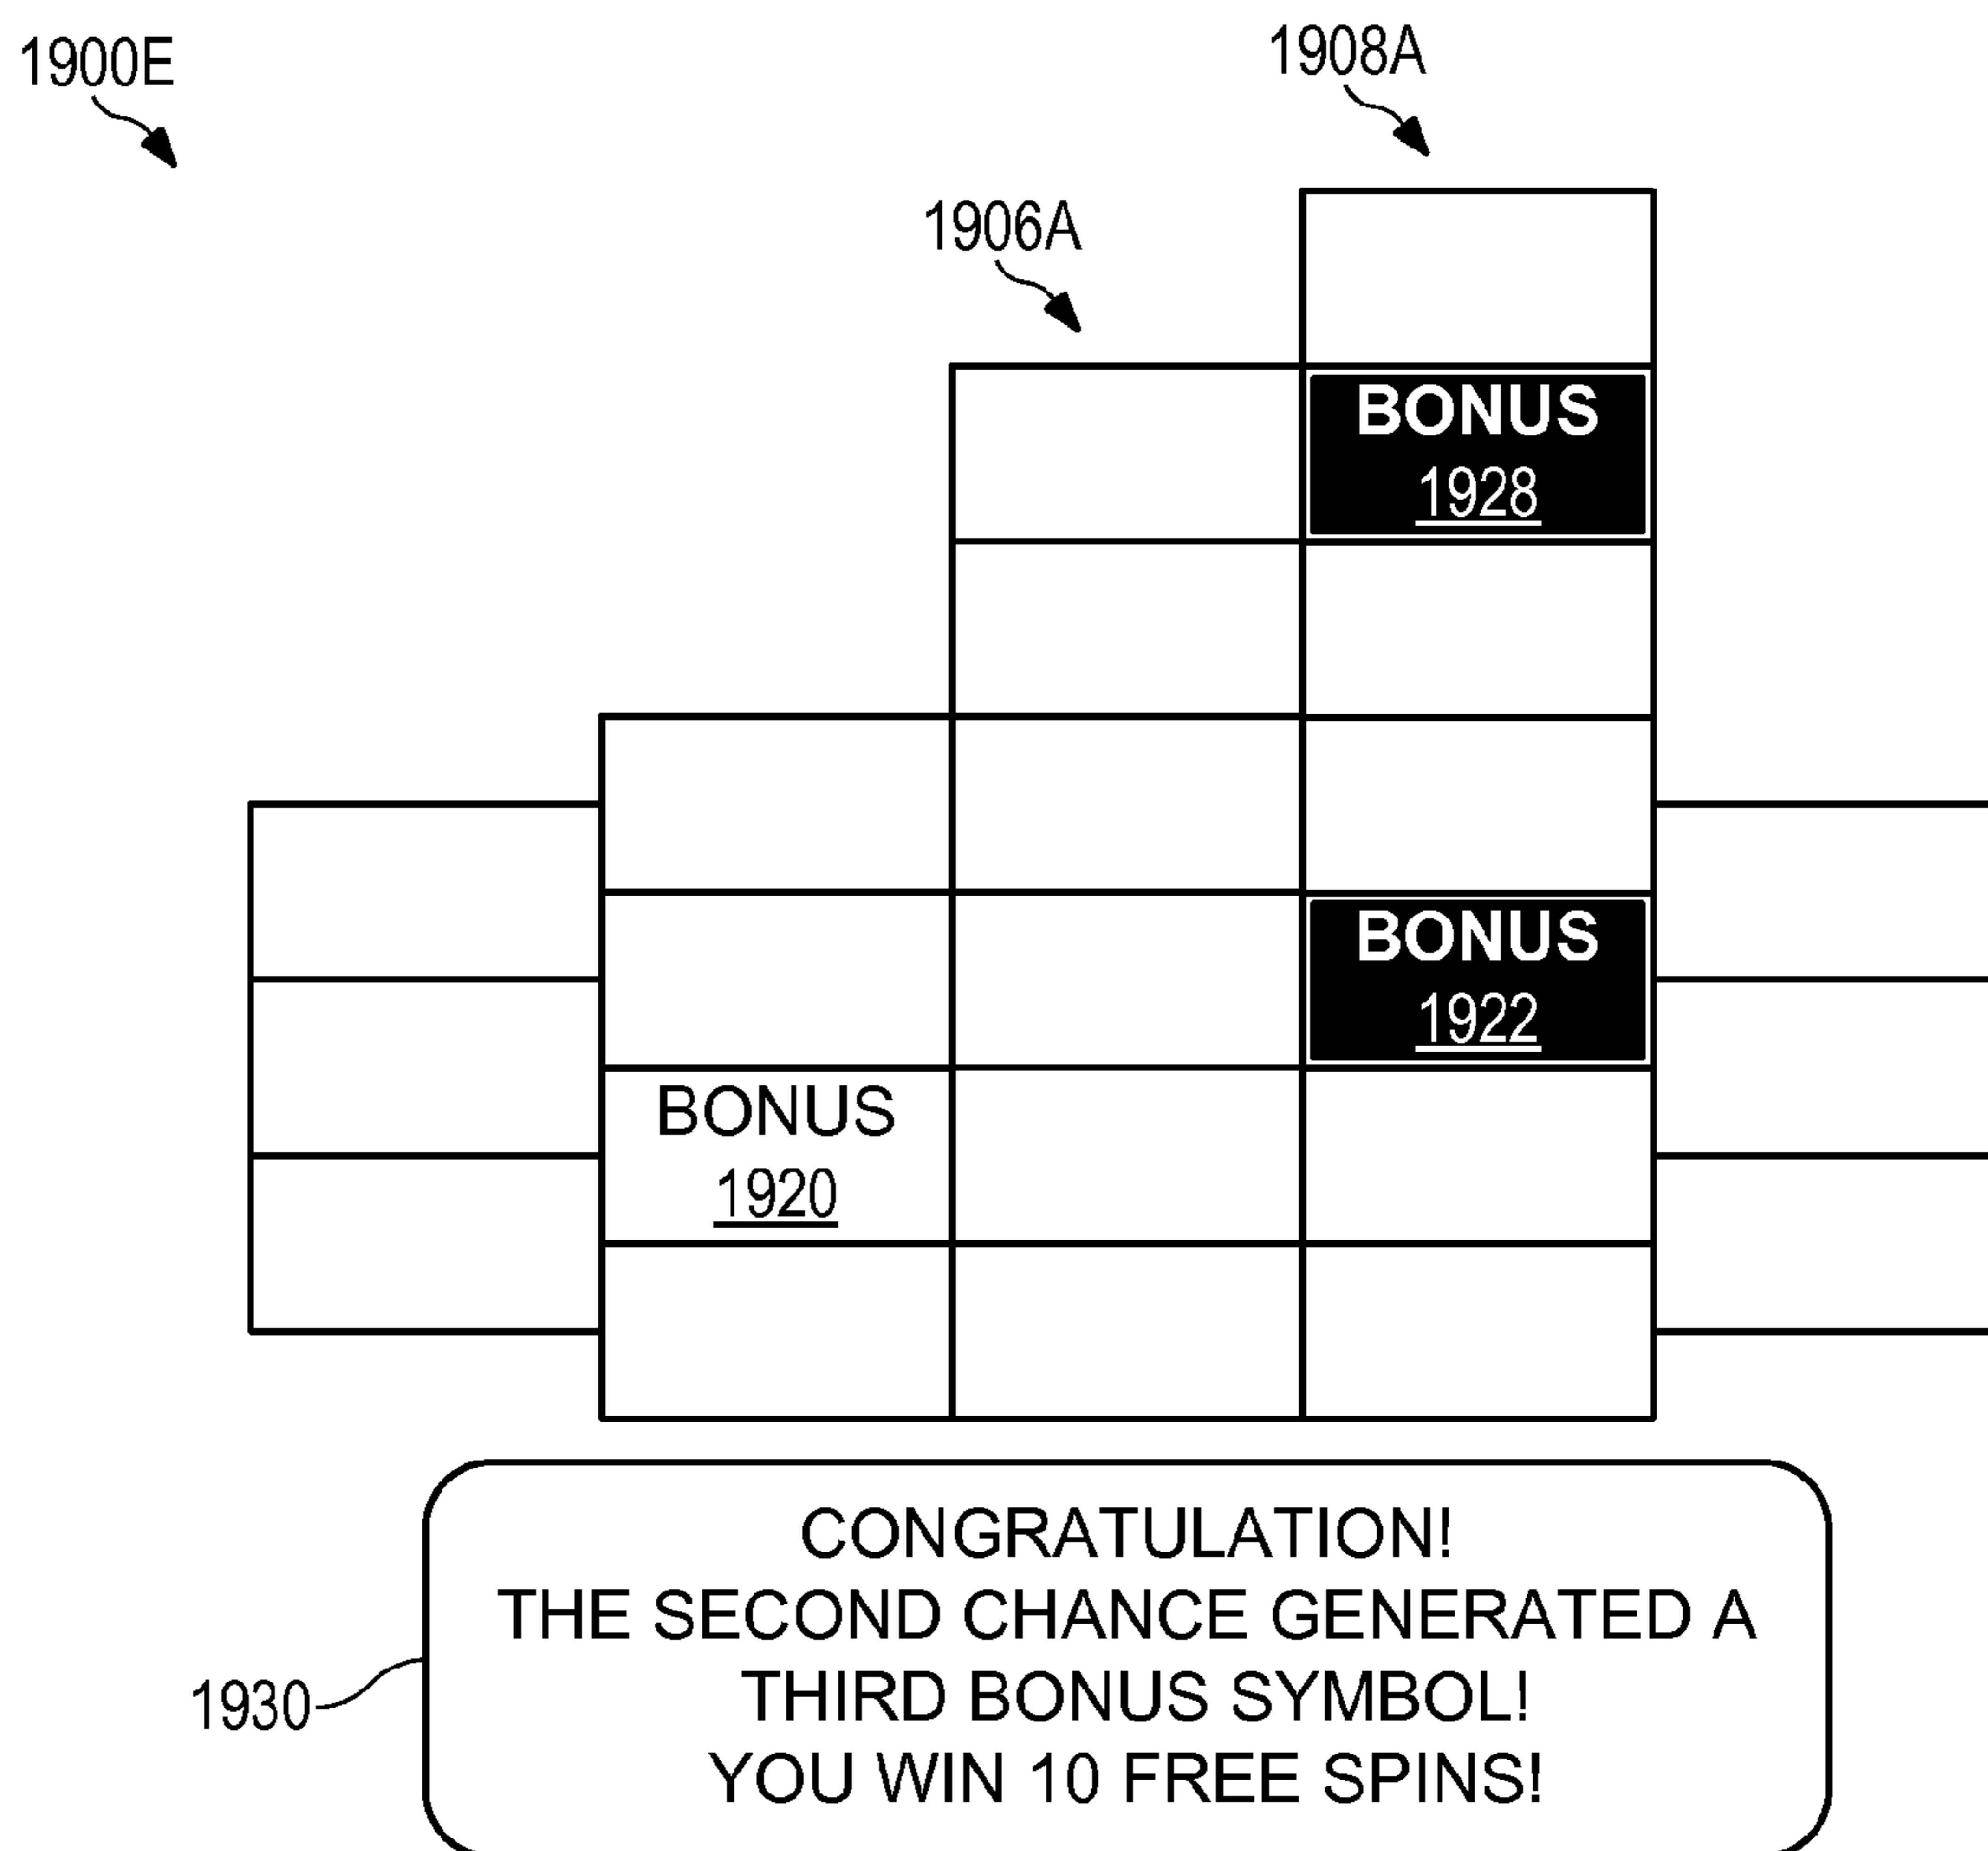 1900E
1908A
1906A
BONUS
1928
BONUS
1922
BONUS
1920
CONGRATULATION!
THE SECOND CHANCE GENERATED A
THIRD BONUS SYMBOL!
YOU WIN 10 FREE SPINS!
1930